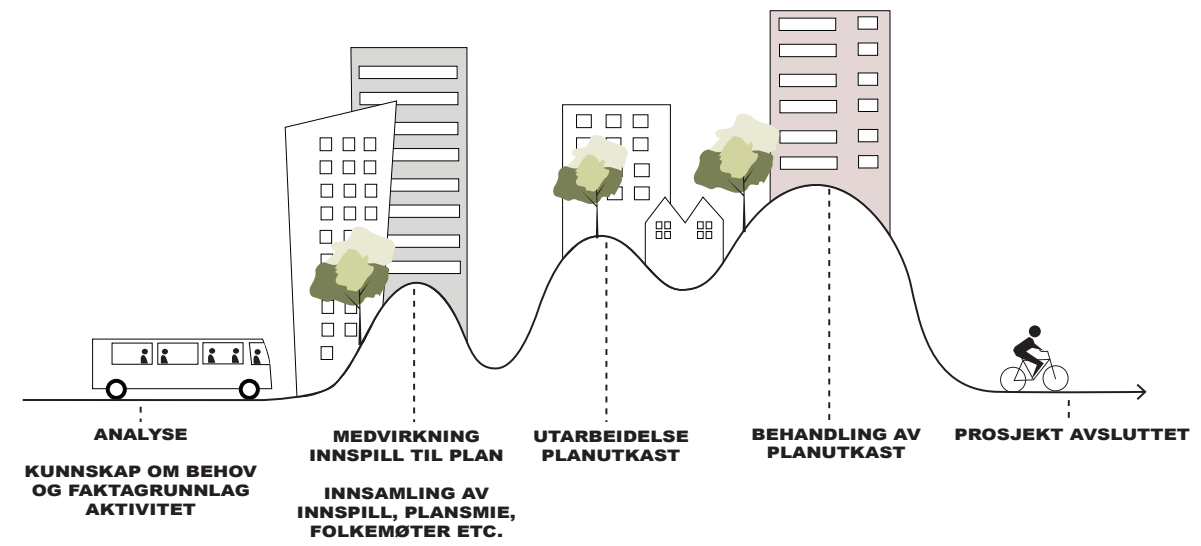 ANALYSE
KUNNSKAP OM BEHOV
OG FAKTAGRUNNLAG
AKTIVITET
MEDVIRKNING
INNSPILL TIL PLAN
INNSAMLING AV
INNSPILL, PLANSMIE,
FOLKEMØTER ETC.
UTARBEIDELSE
PLANUTKAST
BEHANDLING AV
PLANUTKAST
PROSJEKT AVSLUTTET